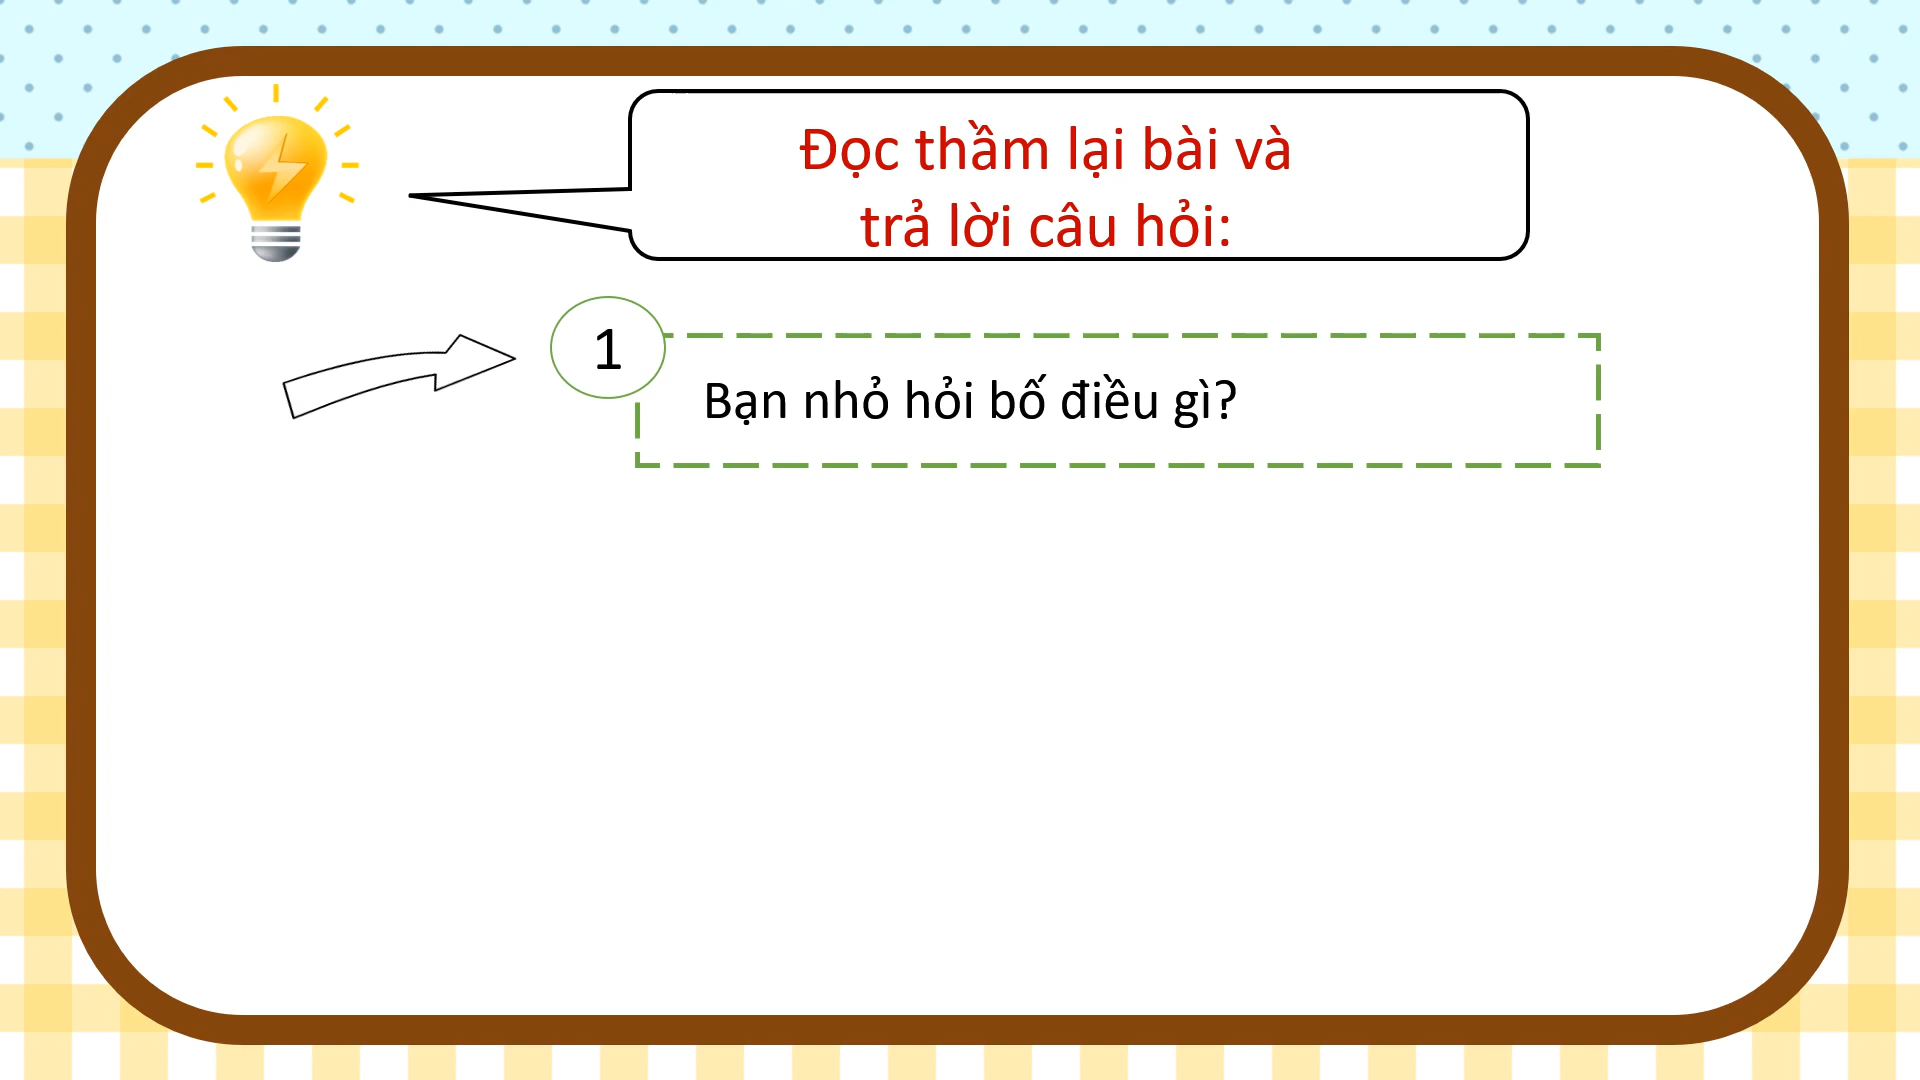 Đọc thầm lại bài và
trả lời câu hỏi:
1
Bạn nhỏ hỏi bố điều gì?